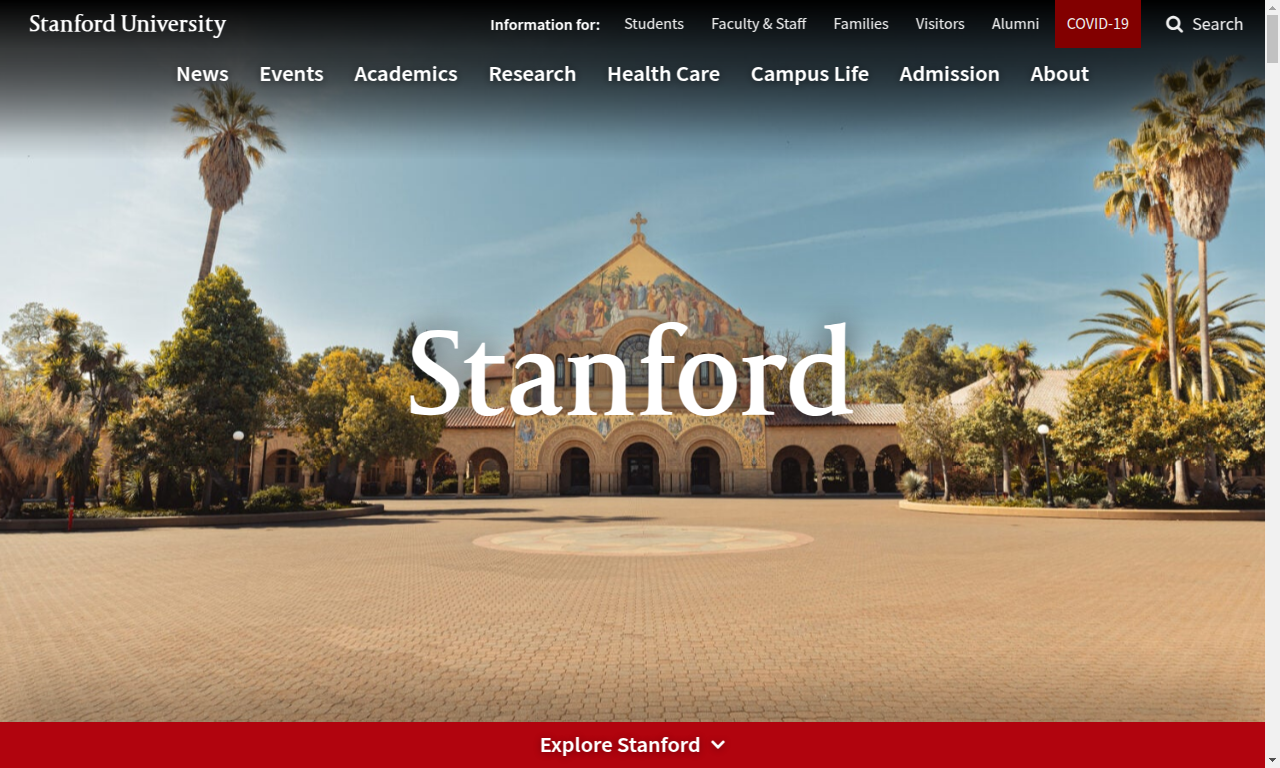 Stanford University
Information for: Students Faculty & Staff Families Visitors Alumni COVID-19 Search
News Events Academics Research Health Care Campus Life Admission About
Stanford
Explore Stanford